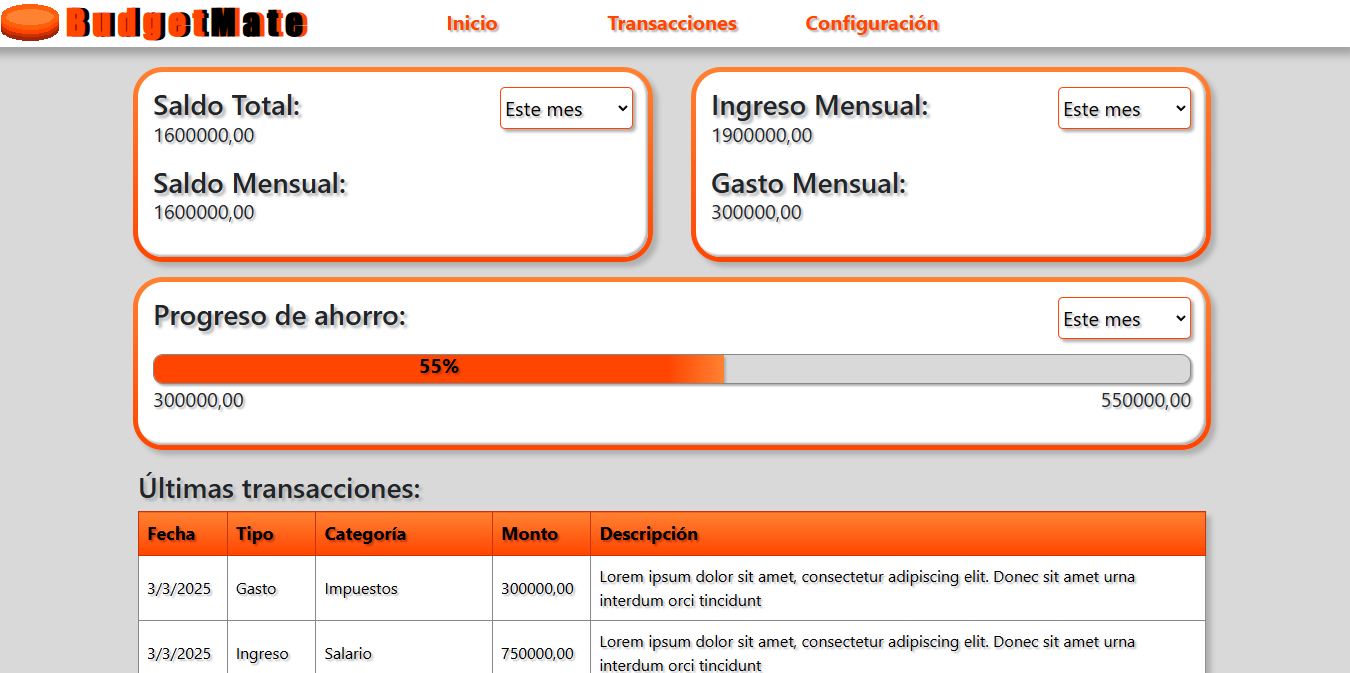 BudgetMate Inicio Transacciones Configuración
Saldo Total: Este mes
1600000,00
Saldo Mensual:
1600000,00
Ingreso Mensual: Este mes
1900000,00
Gasto Mensual:
300000,00
Progreso de ahorro: Este mes
55%
300000,00 550000,00
Últimas transacciones:
Fecha Tipo Categoría Monto Descripción
3/3/2025 Gasto Impuestos 300000,00 Lorem ipsum dolor sit amet, consectetur adipiscing elit. Donec sit amet urna
interdum orci tincidunt
3/3/2025 Ingreso Salario 750000,00 Lorem ipsum dolor sit amet, consectetur adipiscing elit. Donec sit amet urna
interdum orci tincidunt